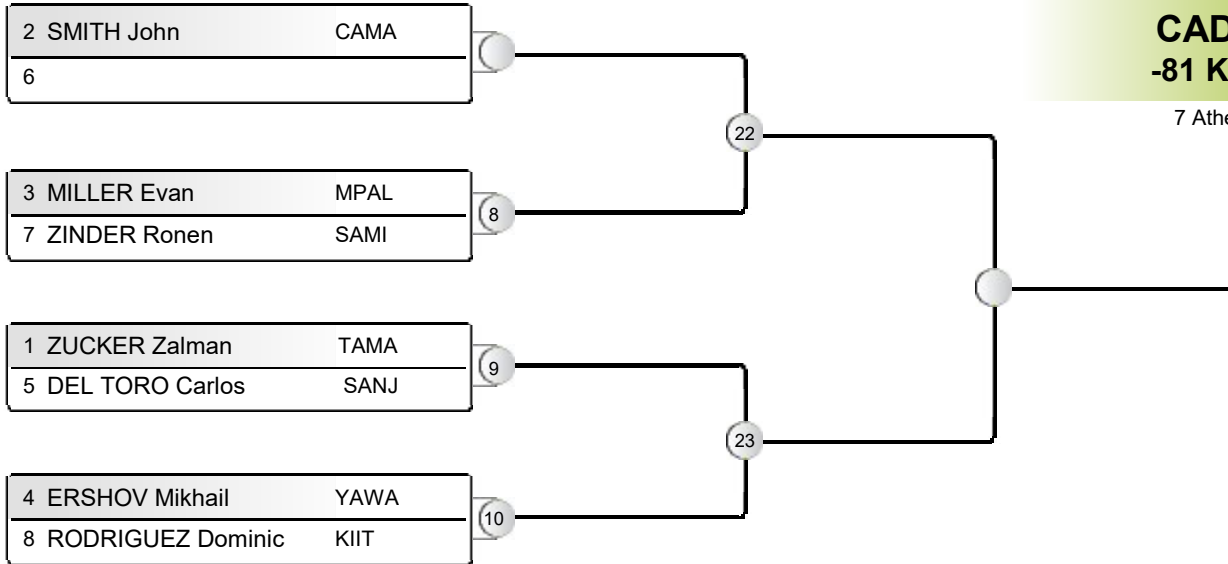 2 SMITH John CAMA
6
3 MILLER Evan MPAL
7 ZINDER Ronen SAMI
8
1 ZUCKER Zalman TAMA
5 DEL TORO Carlos SANJ
9
4 ERSHOV Mikhail YAWA
8 RODRIGUEZ Dominic KIIT
10
22
23
CAD
-81 K
7 Athe